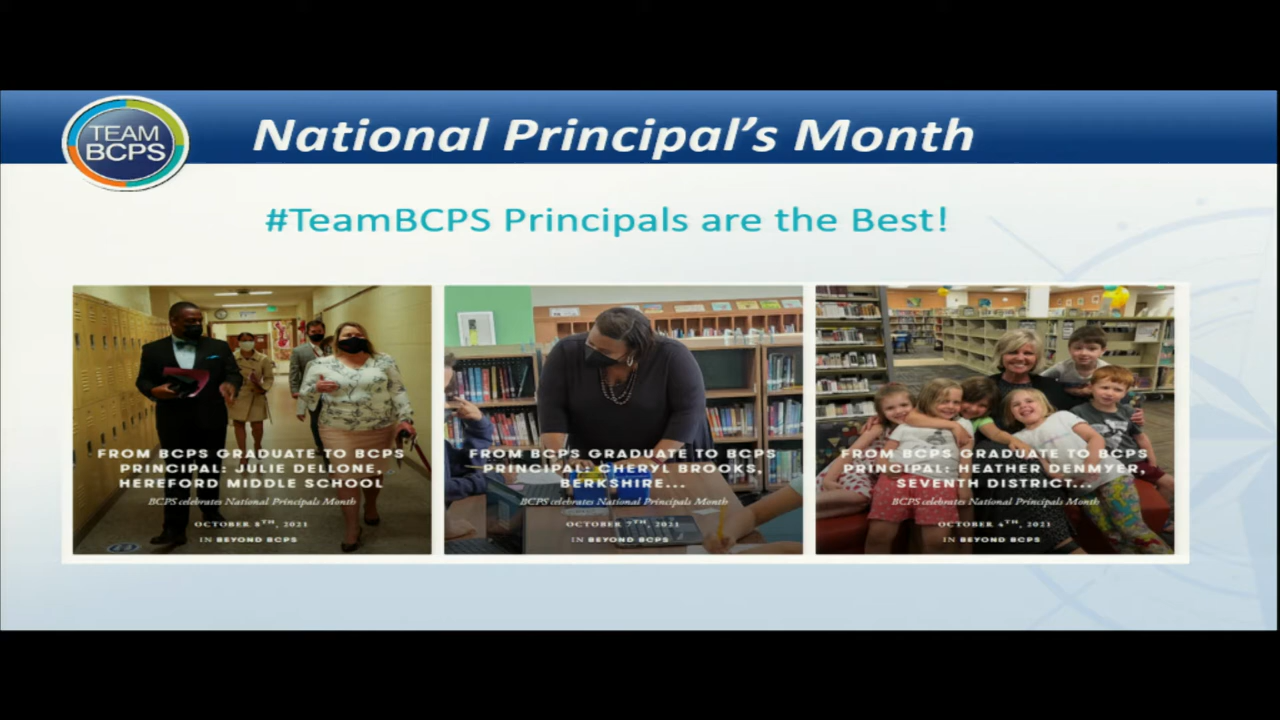 TEAM
BCPS
National Principal's Month
#TeamBCPS Principals are the Best!
FROM BCPS GRADUATE TO BCPS
PRINCIPAL: JULIE DELLONE,
HEREFORD MIDDLE SCHOOL
BCPS celebrates National Principals Month
OCTOBER 8TH, 2021
IN BEYOND BCPS
FROM BCPS GRADUATE TO BCPS
PRINCIPAL: CHERYL BROOKS,
BERKSHIRE...
BCPS celebrates National Principals Month
OCTOBER 7TH, 2021
IN BEYOND BCPS
FROM BCPS GRADUATE TO BCPS
PRINCIPAL: HEATHER DENMYER,
SEVENTH DISTRICT...
BCPS celebrates National Principals Month
OCTOBER 4TH, 2021
IN BEYOND BCPS